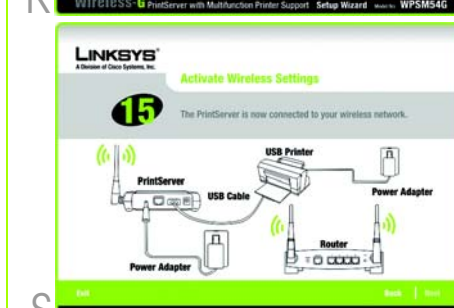 R
Wireless-G PrintServer with Multifunction Printer Support Setup Wizard Model No. WPSM54G
LINKSYS®
A Division of Cisco Systems, Inc.
Activate Wireless Settings
15
The PrintServer is now connected to your wireless network.
USB Printer
PrintServer
USB Cable
Power Adapter
Router
Power Adapter
Exit
Back | Next
S